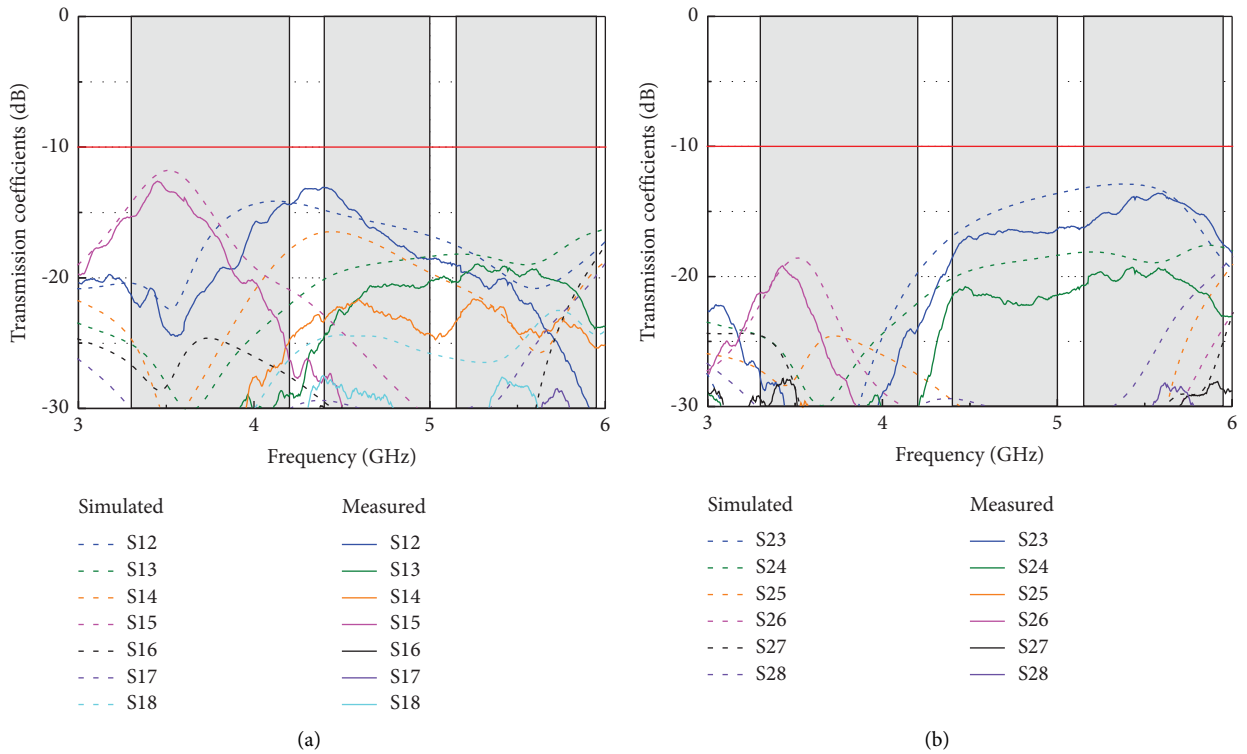 Transmission coefficients (dB)
0
-10
-20
-30
3
4
5
6
Frequency (GHz)
Simulated
S12
S13
S14
S15
S16
S17
S18
Measured
S12
S13
S14
S15
S16
S17
S18
(a)
Transmission coefficients (dB)
0
-10
-20
-30
3
4
5
6
Frequency (GHz)
Simulated
S23
S24
S25
S26
S27
S28
Measured
S23
S24
S25
S26
S27
S28
(b)